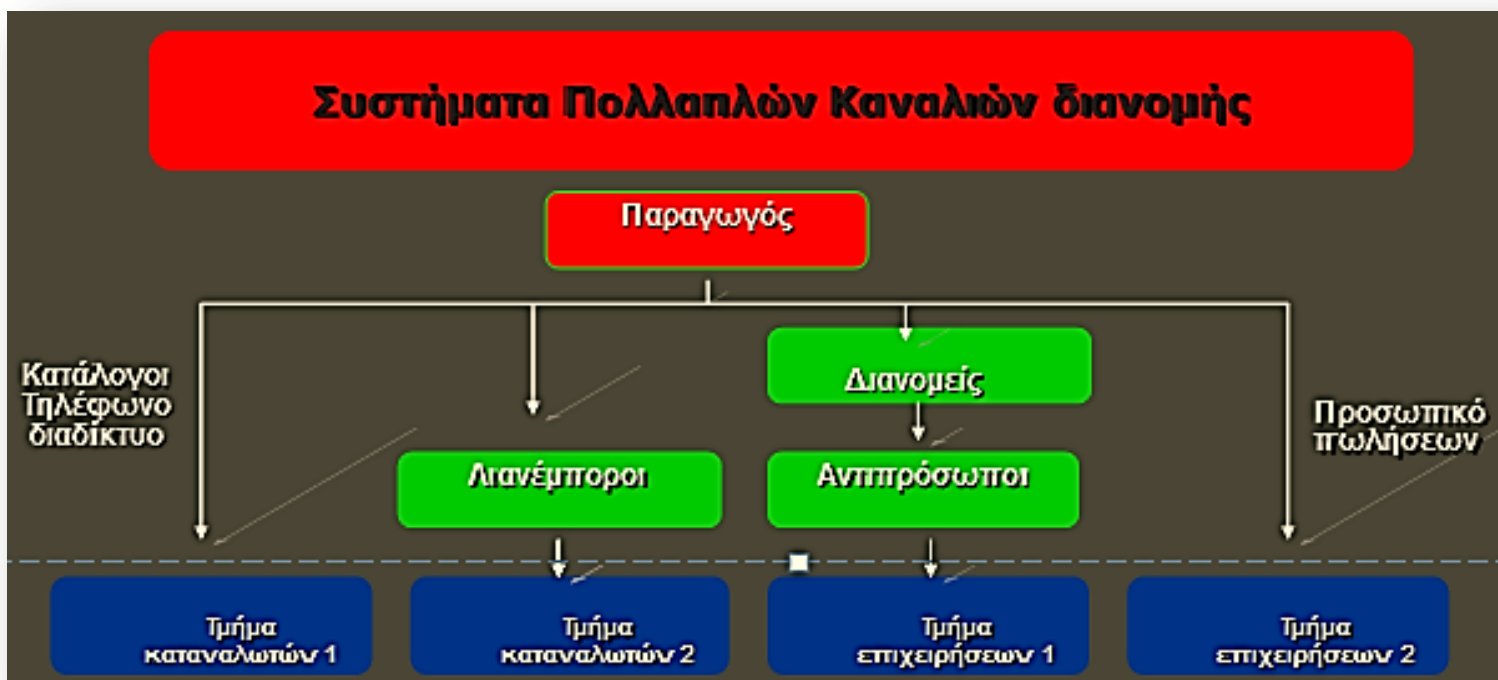 Συστήματα Πολλαπλών Καναλιών διανομής
Παραγωγός
Κατάλογοι
Τηλέφωνο
διαδίκτυο
Διανομείς
Προσωπικό
πωλήσεων
Λιανέμποροι
Αντιπρόσωποι
Τμήμα
καταναλωτών 1
Τμήμα
καταναλωτών 2
Τμήμα
επιχειρήσεων 1
Τμήμα
επιχειρήσεων 2